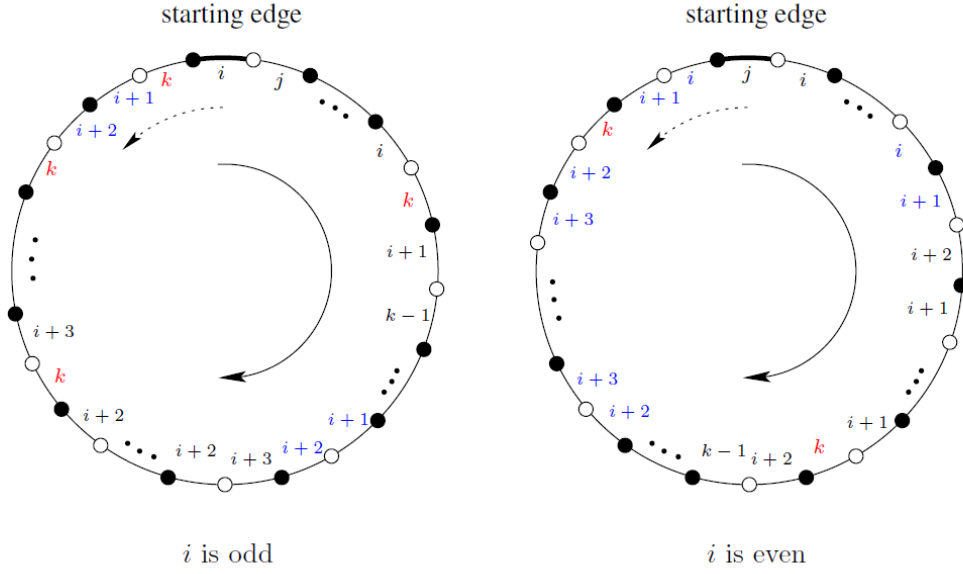 starting edge
k
i
j
i + 1
i + 2
k
i
k
i + 1
k − 1
i + 3
k
i + 2
i + 2
i + 3
i + 2
i + 1
i is odd
starting edge
i
j
i
i + 1
k
i + 2
i + 3
i
i + 1
i + 2
i + 1
i + 3
i + 2
k − 1
i + 2
k
i + 1
i is even